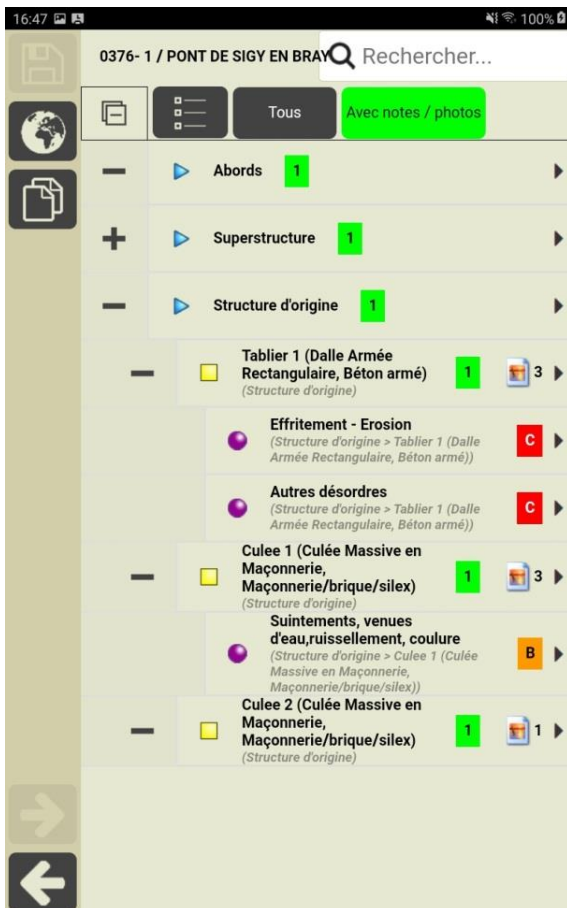 16:47 100%
0376- 1 / PONT DE SIGY EN BRAY Rechercher...
Tous Avec notes / photos
Abords 1
Superstructure 1
Structure d'origine 1
Tablier 1 (Dalle Armée
Rectangulaire, Béton armé) 1 3
(Structure d'origine)
Effritement - Erosion
(Structure d'origine > Tablier 1 (Dalle C
Armée Rectangulaire, Béton armé))
Autres désordres
(Structure d'origine > Tablier 1 (Dalle C
Armée Rectangulaire, Béton armé))
Culee 1 (Culée Massive en
Maçonnerie,
Maçonnerie/brique/silex) 1 3
(Structure d'origine)
Suintements, venues
d'eau,ruissellement, coulure
(Structure d'origine > Culee 1 (Culée B
Massive en Maçonnerie,
Maçonnerie/brique/silex))
Culee 2 (Culée Massive en
Maçonnerie,
Maçonnerie/brique/silex) 1 1
(Structure d'origine)